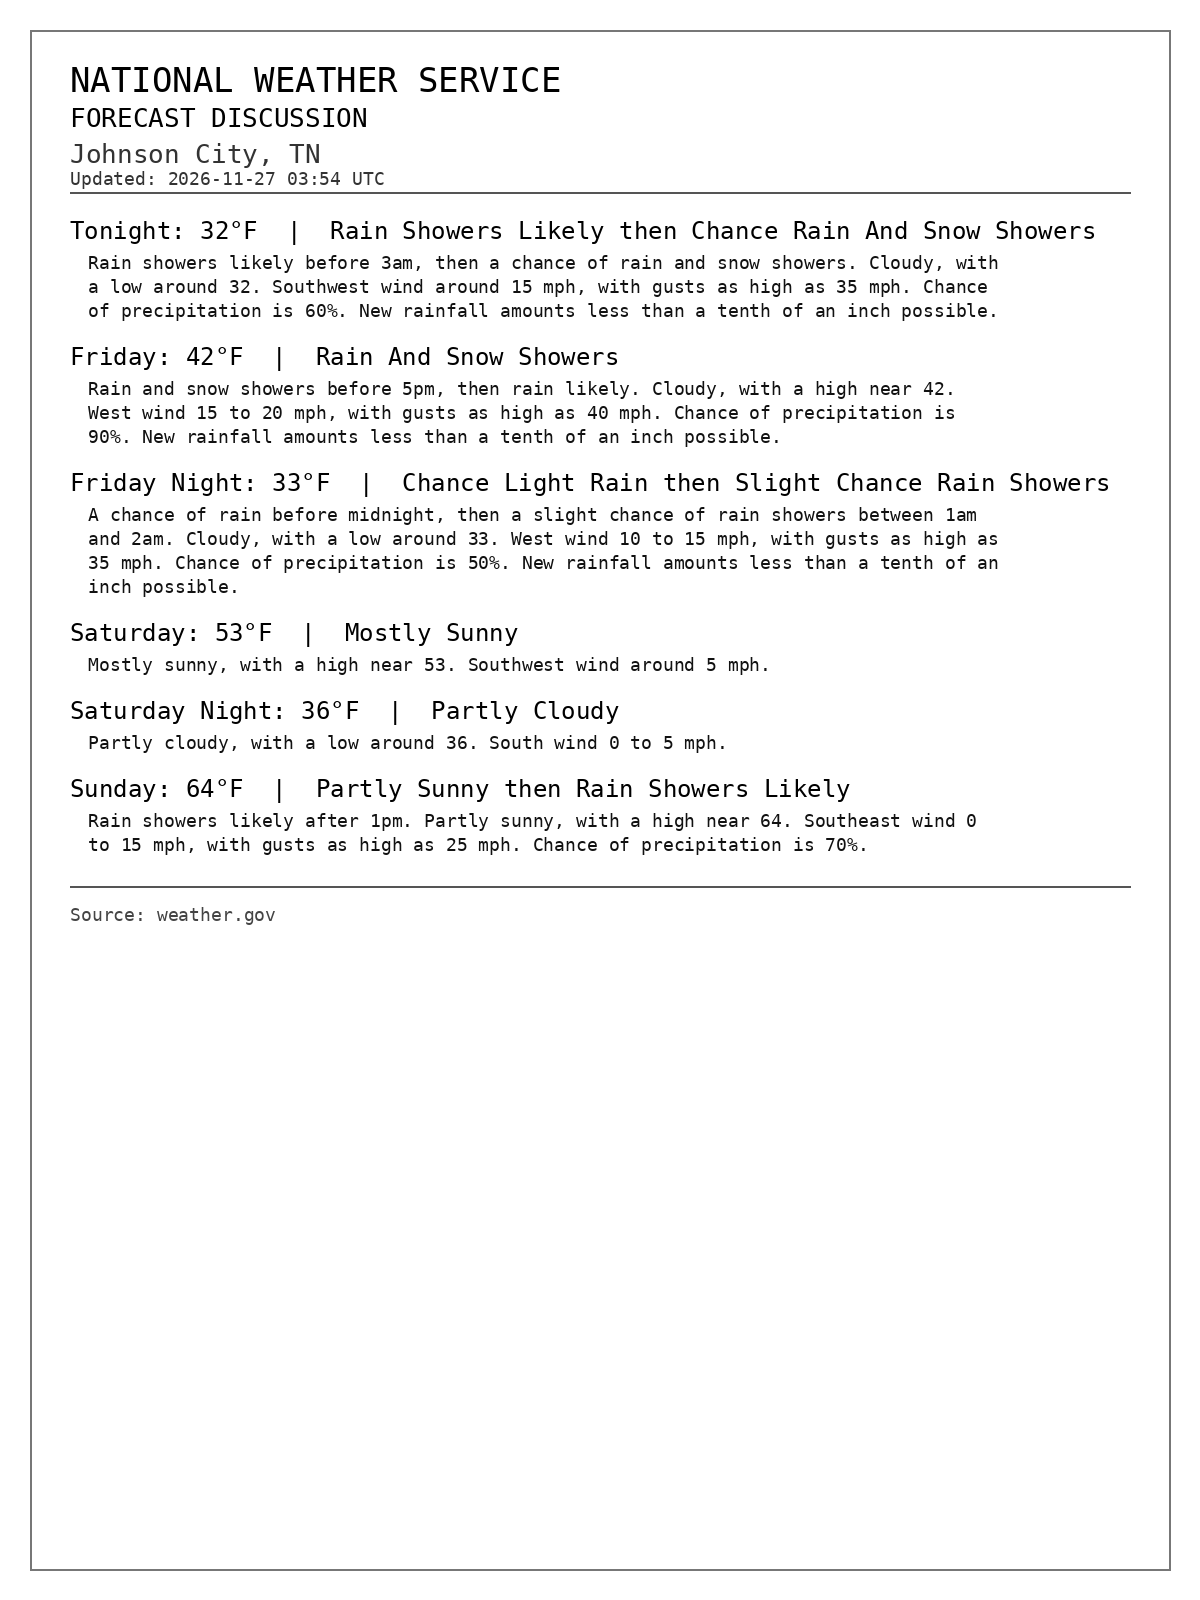 NATIONAL WEATHER SERVICE
FORECAST DISCUSSION
Johnson City, TN
Updated: 2026-11-27 03:54 UTC
Tonight: 32°F  |  Rain Showers Likely then Chance Rain And Snow Showers
Rain showers likely before 3am, then a chance of rain and snow showers. Cloudy, with
a low around 32. Southwest wind around 15 mph, with gusts as high as 35 mph. Chance
of precipitation is 60%. New rainfall amounts less than a tenth of an inch possible.
Friday: 42°F  |  Rain And Snow Showers
Rain and snow showers before 5pm, then rain likely. Cloudy, with a high near 42.
West wind 15 to 20 mph, with gusts as high as 40 mph. Chance of precipitation is
90%. New rainfall amounts less than a tenth of an inch possible.
Friday Night: 33°F  |  Chance Light Rain then Slight Chance Rain Showers
A chance of rain before midnight, then a slight chance of rain showers between 1am
and 2am. Cloudy, with a low around 33. West wind 10 to 15 mph, with gusts as high as
35 mph. Chance of precipitation is 50%. New rainfall amounts less than a tenth of an
inch possible.
Saturday: 53°F  |  Mostly Sunny
Mostly sunny, with a high near 53. Southwest wind around 5 mph.
Saturday Night: 36°F  |  Partly Cloudy
Partly cloudy, with a low around 36. South wind 0 to 5 mph.
Sunday: 64°F  |  Partly Sunny then Rain Showers Likely
Rain showers likely after 1pm. Partly sunny, with a high near 64. Southeast wind 0
to 15 mph, with gusts as high as 25 mph. Chance of precipitation is 70%.
Source: weather.gov